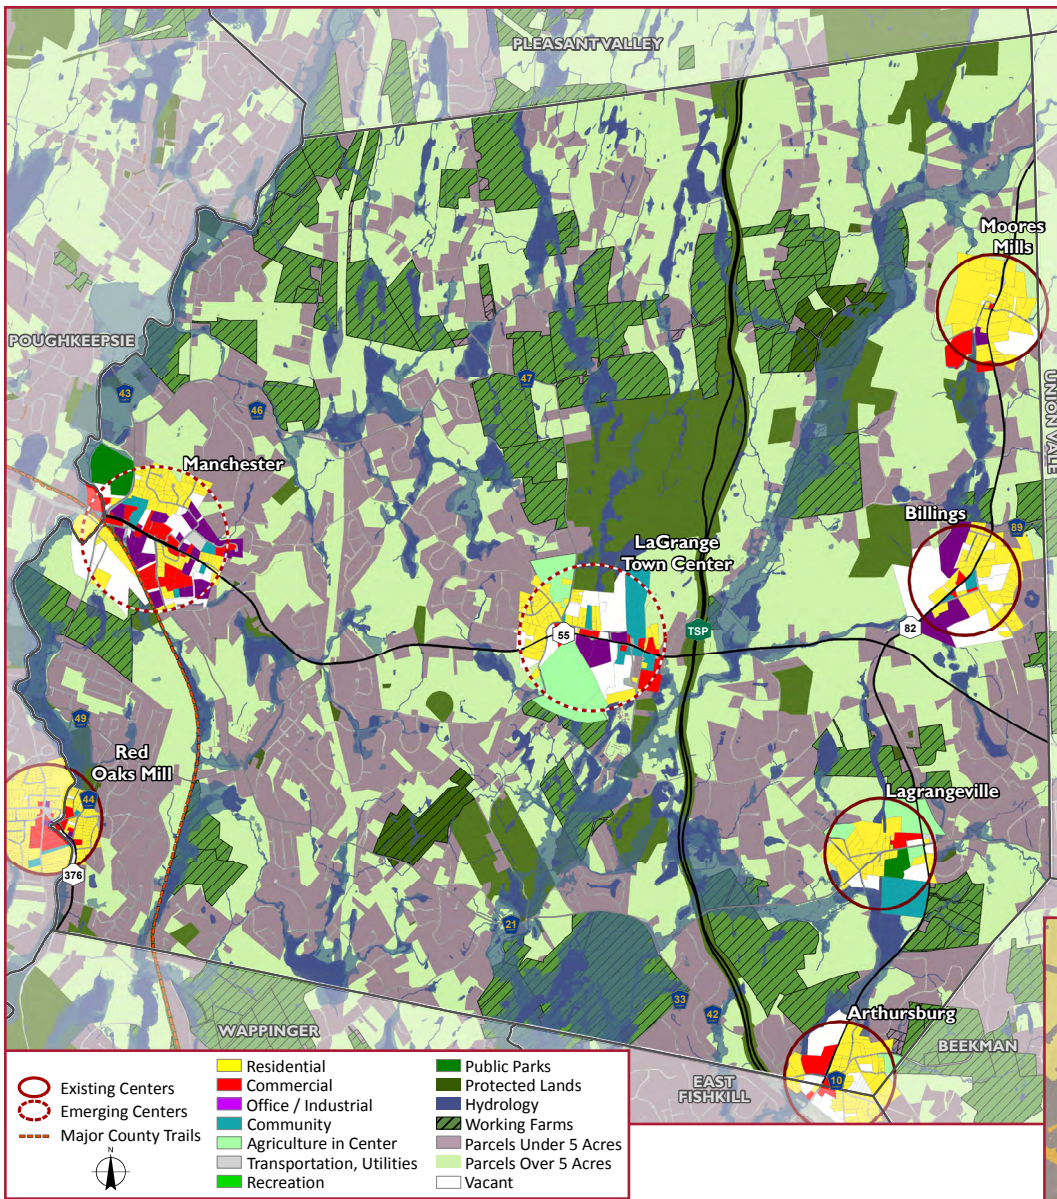 PLEASANT VALLEY
Moores
Mills
POUGHKEEPSIE
UNION VALE
47
43
46
Manchester
Billings
89
LaGrange
Town Center
55
TSP
82
49
Red
Oaks Mill
44
Lagrangeville
376
21
33
42
Arthursburg
WAPPINGER
BEEKMAN
10
EAST
FISHKILL
Existing Centers
Emerging Centers
Major County Trails
N
Residential
Commercial
Office / Industrial
Community
Agriculture in Center
Transportation, Utilities
Recreation
Public Parks
Protected Lands
Hydrology
Working Farms
Parcels Under 5 Acres
Parcels Over 5 Acres
Vacant